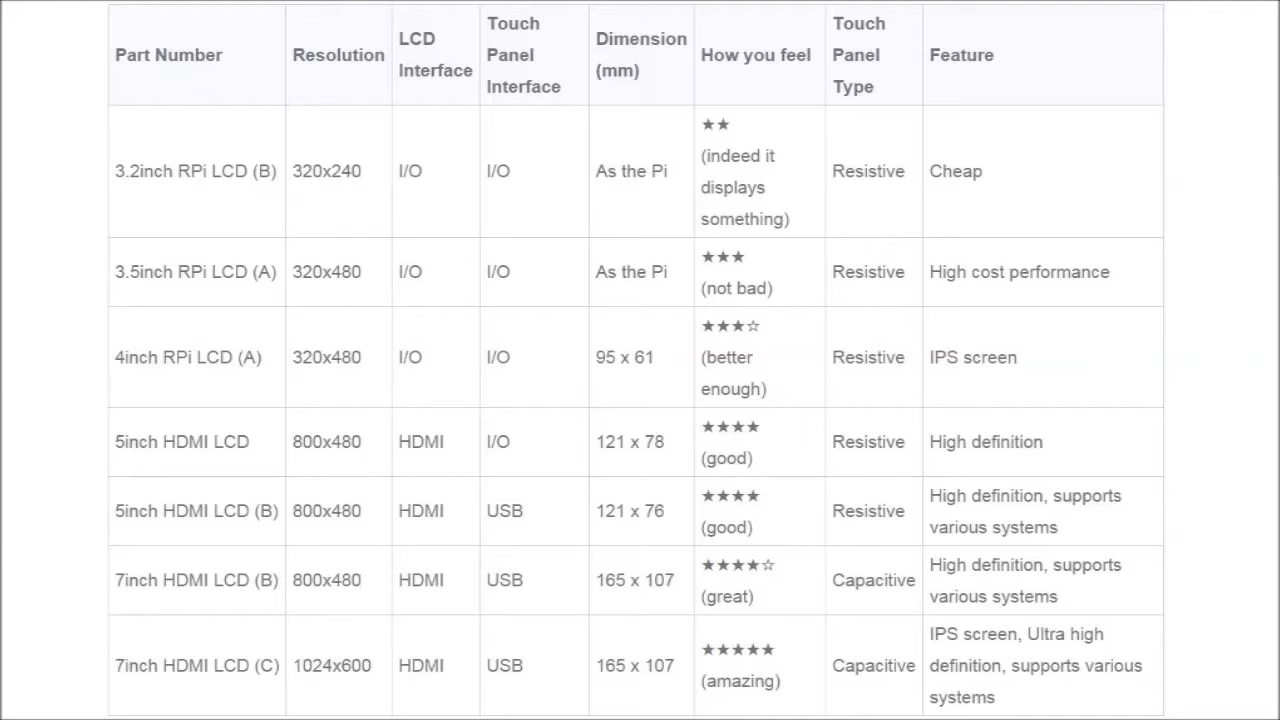 Part Number | Resolution | LCD Interface | Touch Panel Interface | Dimension (mm) | How you feel | Touch Panel Type | Feature
3.2inch RPi LCD (B) | 320x240 | I/O | I/O | As the Pi | ★★ (indeed it displays something) | Resistive | Cheap
3.5inch RPi LCD (A) | 320x480 | I/O | I/O | As the Pi | ★★★ (not bad) | Resistive | High cost performance
4inch RPi LCD (A) | 320x480 | I/O | I/O | 95 x 61 | ★★★☆ (better enough) | Resistive | IPS screen
5inch HDMI LCD | 800x480 | HDMI | I/O | 121 x 78 | ★★★★ (good) | Resistive | High definition
5inch HDMI LCD (B) | 800x480 | HDMI | USB | 121 x 76 | ★★★★ (good) | Resistive | High definition, supports various systems
7inch HDMI LCD (B) | 800x480 | HDMI | USB | 165 x 107 | ★★★★☆ (great) | Capacitive | High definition, supports various systems
7inch HDMI LCD (C) | 1024x600 | HDMI | USB | 165 x 107 | ★★★★★ (amazing) | Capacitive | IPS screen, Ultra high definition, supports various systems